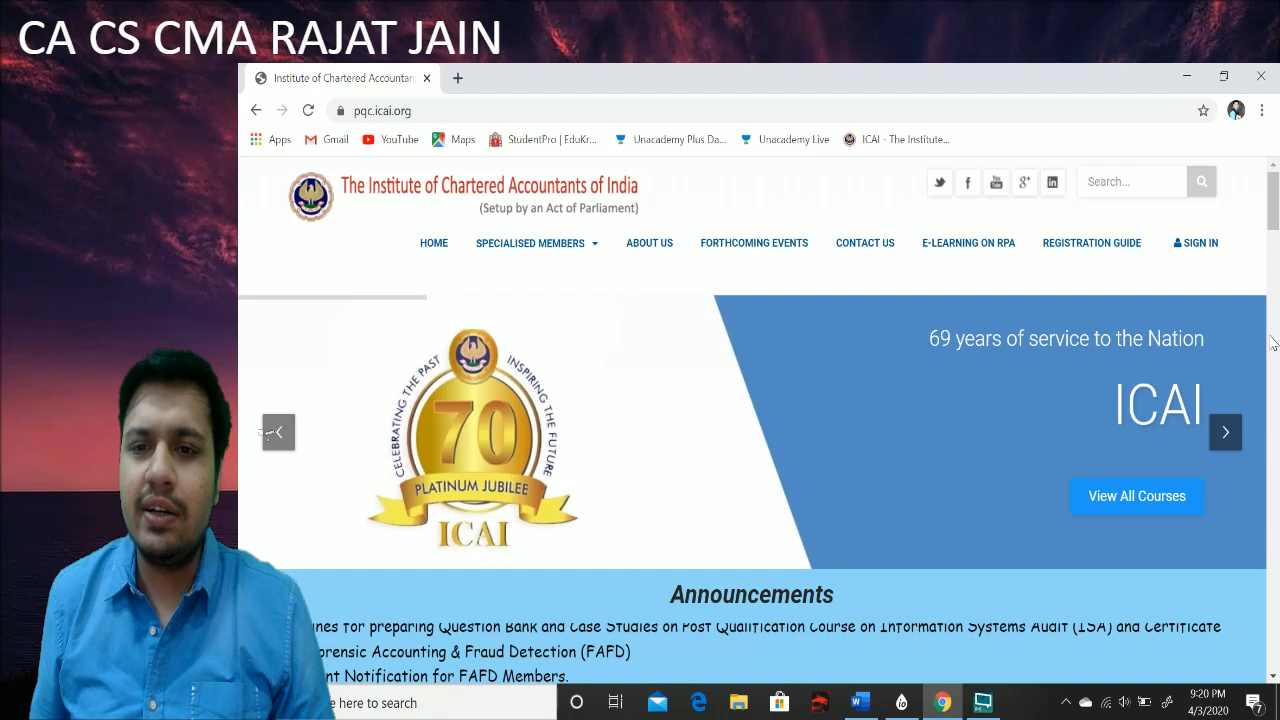 CA CS CMA RAJAT JAIN
Institute of Chartered Accountan
pqc.icai.org
Apps Gmail YouTube Maps StudentPro | EduKr... Unacademy Plus Da... Unacademy Live ICAI - The Institute...
The Institute of Chartered Accountants of India
(Setup by an Act of Parliament)
Search...
HOME SPECIALISED MEMBERS ABOUT US FORTHCOMING EVENTS CONTACT US E-LEARNING ON RPA REGISTRATION GUIDE SIGN IN
CELEBRATING THE PAST INSPIRING THE FUTURE
70
PLATINUM JUBILEE
ICAI
69 years of service to the Nation
ICAI
View All Courses
Announcements
for preparing Question Bank and Case Studies on Post Qualification Course on Information Systems Audit (ISA) and Certificate
Forensic Accounting & Fraud Detection (FAFD)
Notification for FAFD Members.
here to search
9:20 PM
4/3/2020